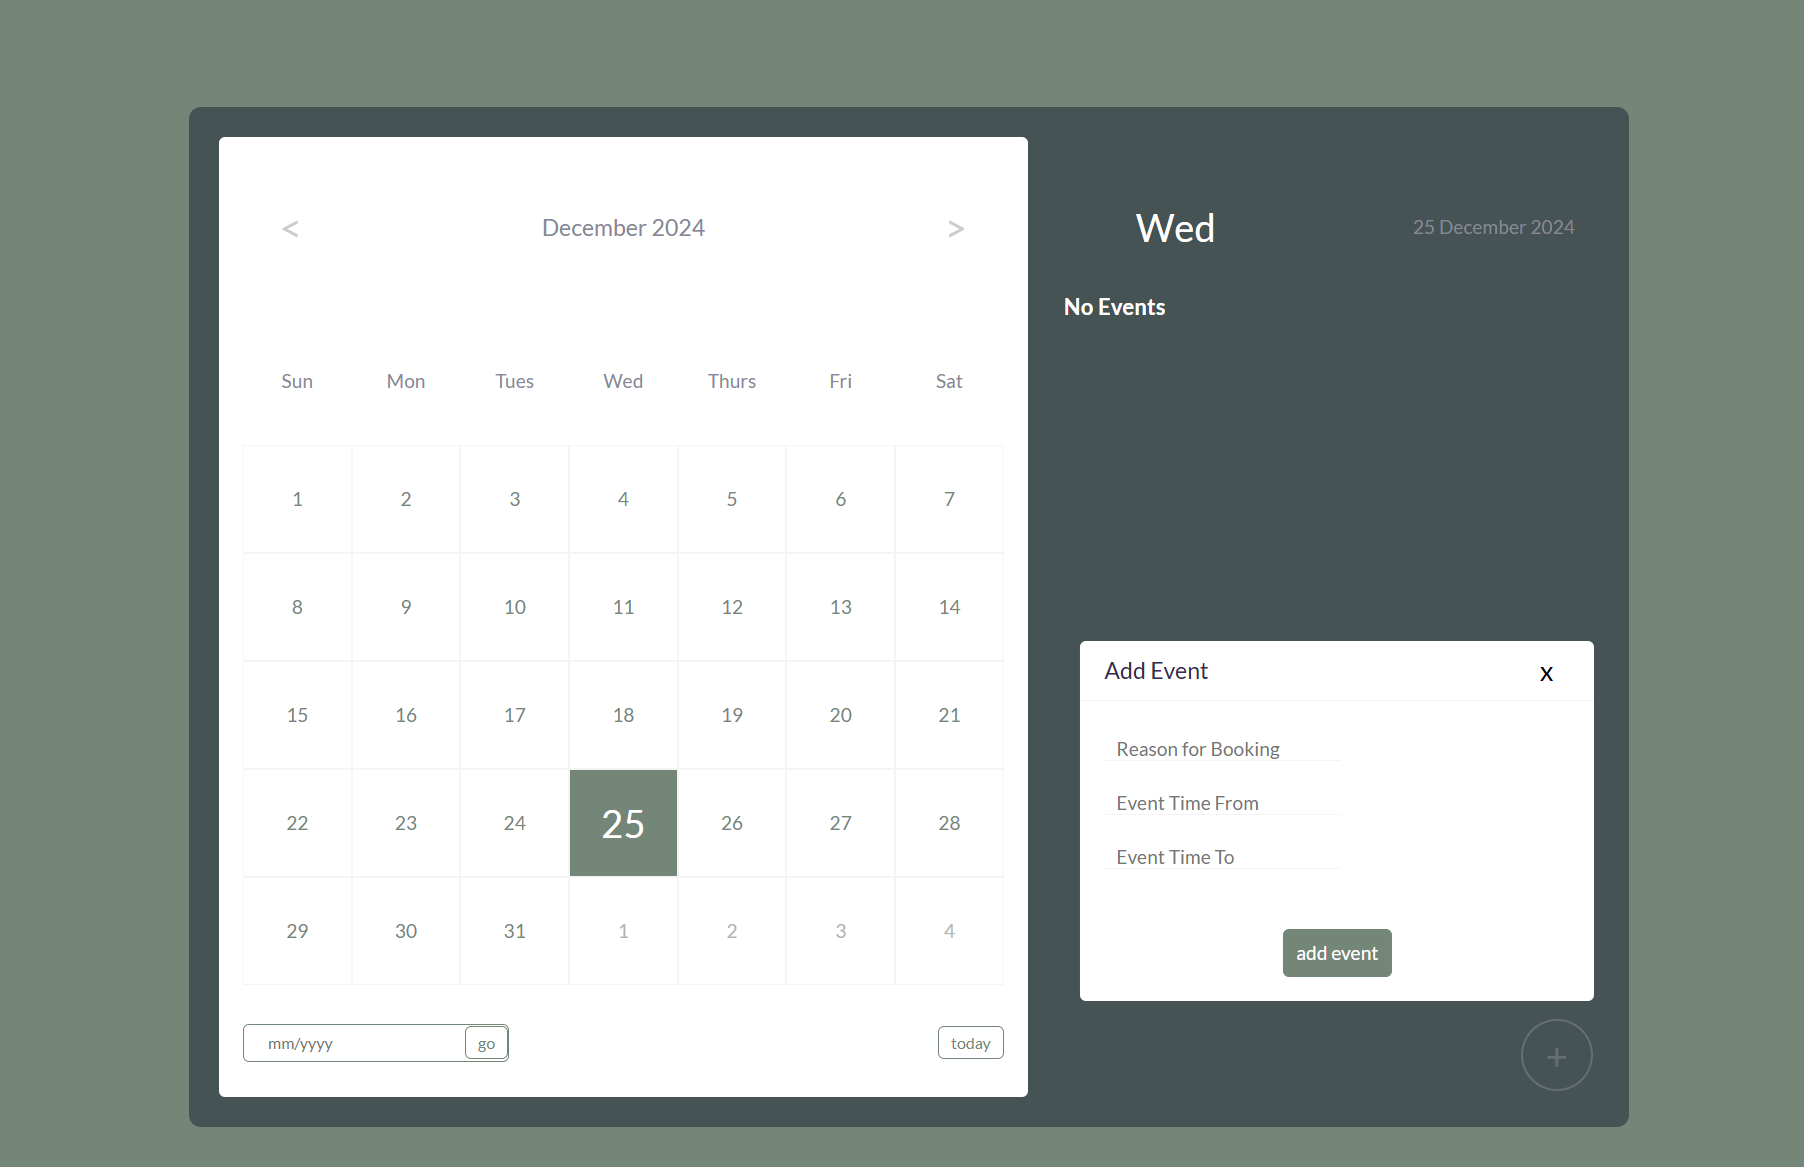 < December 2024 >
Sun Mon Tues Wed Thurs Fri Sat
1 2 3 4 5 6 7
8 9 10 11 12 13 14
15 16 17 18 19 20 21
22 23 24 25 26 27 28
29 30 31 1 2 3 4
mm/yyyy go today
Wed 25 December 2024
No Events
Add Event x
Reason for Booking
Event Time From
Event Time To
add event
+